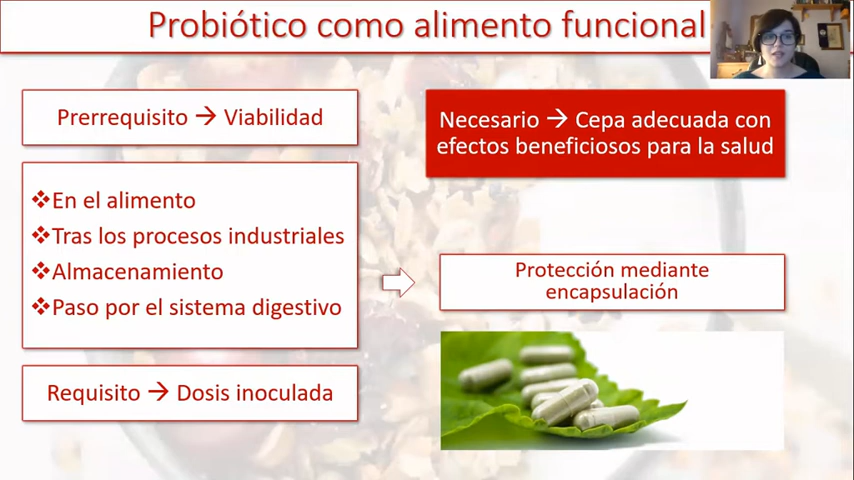 Probiótico como alimento funcional
Prerrequisito → Viabilidad
❖En el alimento
❖Tras los procesos industriales
❖Almacenamiento
❖Paso por el sistema digestivo
Requisito → Dosis inoculada
Necesario → Cepa adecuada con
efectos beneficiosos para la salud
Protección mediante
encapsulación